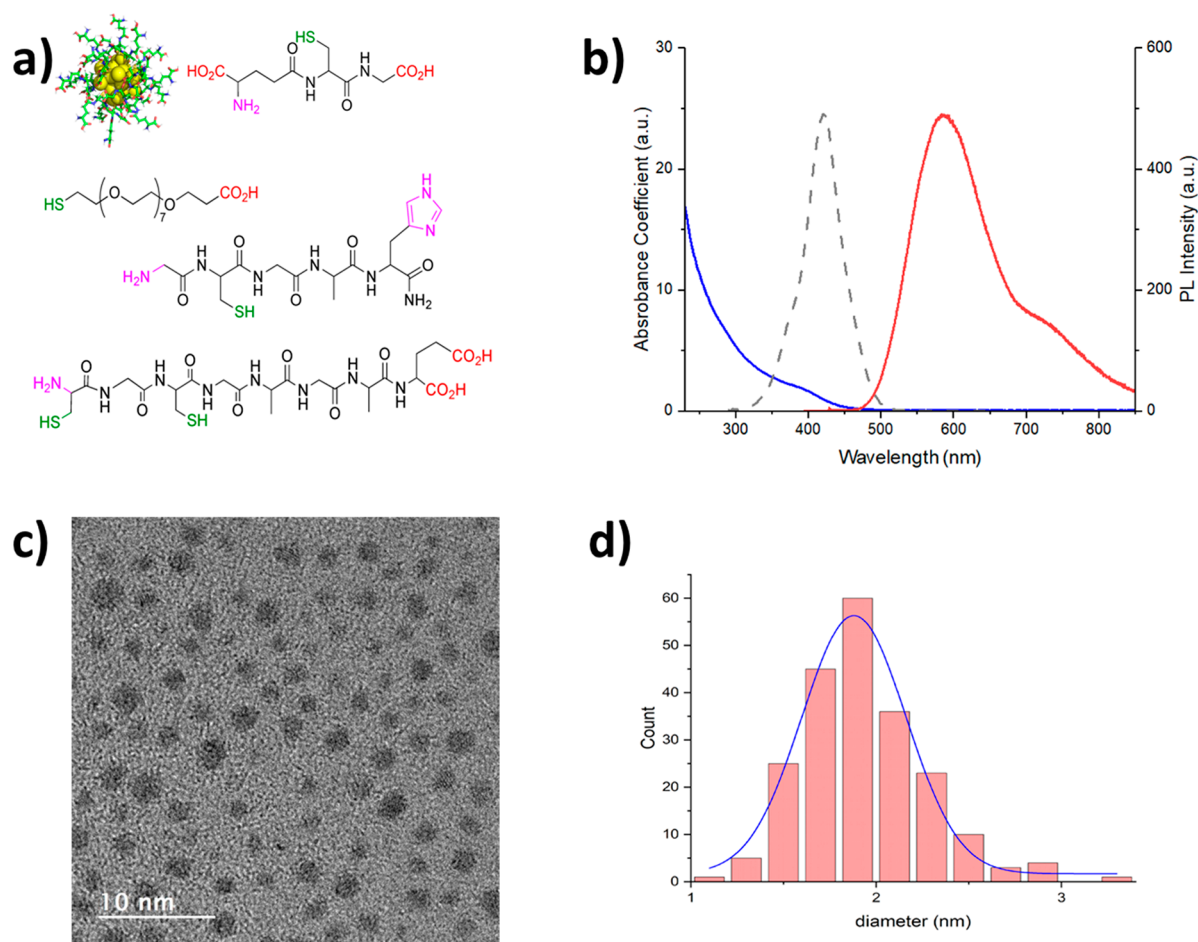 a)
HO2C
NH2
O
N
H
HS
O
H
N
CO2H
HS
O
O
7
CO2H
H2N
O
H
N
SH
O
N
H
O
H
N
O
N
H
H
N
N
O
NH2
H2N
HS
O
N
H
O
H
N
SH
O
N
H
O
H
N
O
N
H
O
H
N
O
N
H
CO2H
CO2H
b)
30
20
10
0
Absrobance Coefficient (a.u.)
600
400
200
0
PL Intensity (a.u.)
300 400 500 600 700 800
Wavelength (nm)
c)
10 nm
d)
60
50
40
30
20
10
0
Count
1 2 3
diameter (nm)